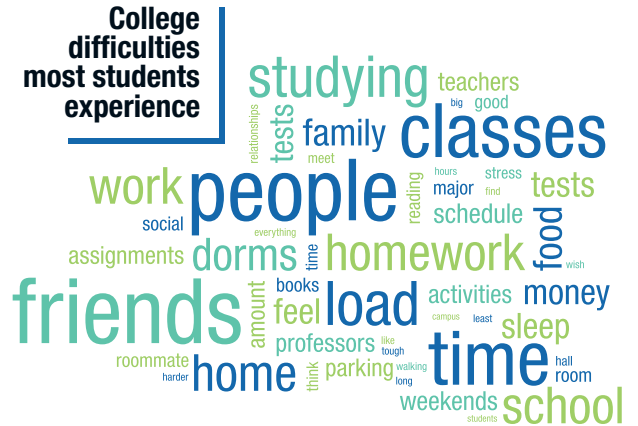 College
difficulties
most students
experience
studying
teachers
big
good
relationships
tests
family
classes
meet
work
people
reading
hours
stress
major
find
tests
social
schedule
everything
food
assignments
dorms
time
homework
wish
friends
amount
books
feel
load
activities
money
campus
least
sleep
professors
like
tough
time
roommate
harder
home
think
parking
walking
long
hall
room
weekends
school
students